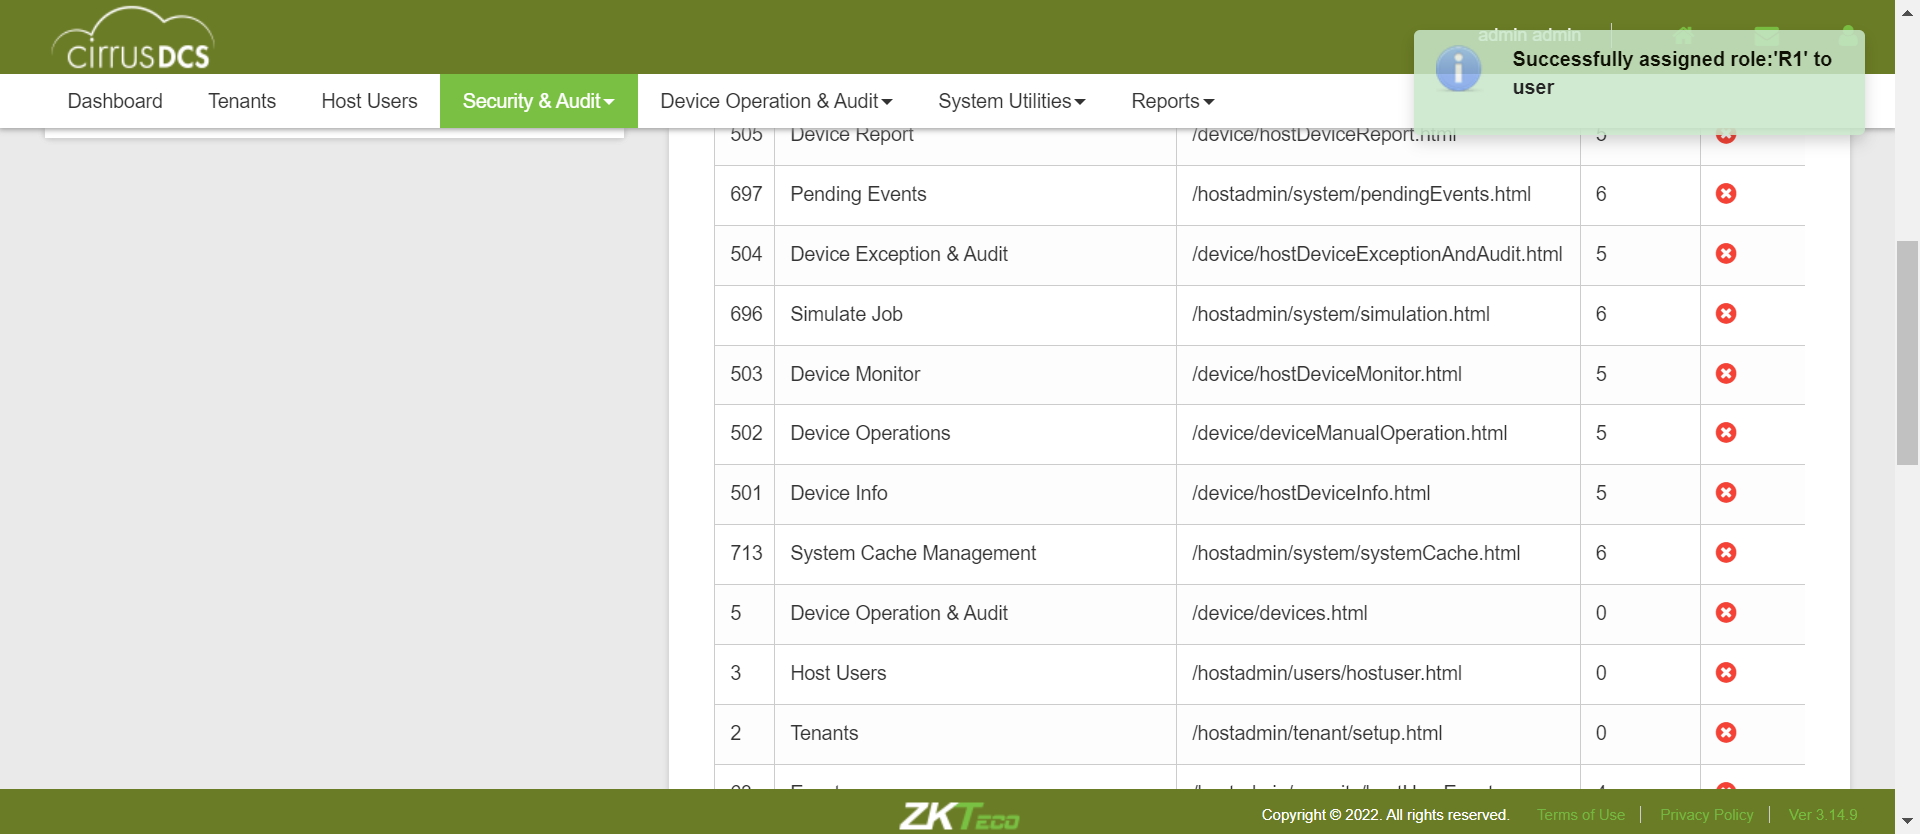 cirrusDCS
admin admin
Successfully assigned role:'R1' to
user
Dashboard Tenants Host Users Security & Audit Device Operation & Audit System Utilities Reports
505 Device Report /device/hostDeviceReport.html 5
697 Pending Events /hostadmin/system/pendingEvents.html 6
504 Device Exception & Audit /device/hostDeviceExceptionAndAudit.html 5
696 Simulate Job /hostadmin/system/simulation.html 6
503 Device Monitor /device/hostDeviceMonitor.html 5
502 Device Operations /device/deviceManualOperation.html 5
501 Device Info /device/hostDeviceInfo.html 5
713 System Cache Management /hostadmin/system/systemCache.html 6
5 Device Operation & Audit /device/devices.html 0
3 Host Users /hostadmin/users/hostuser.html 0
2 Tenants /hostadmin/tenant/setup.html 0
ZKTeco Copyright © 2022. All rights reserved. Terms of Use Privacy Policy Ver 3.14.9